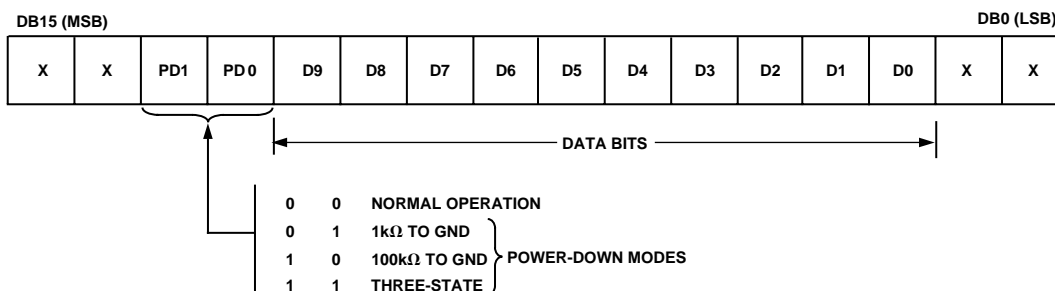 DB15 (MSB) DB0 (LSB)
X X PD1 PD0 D9 D8 D7 D6 D5 D4 D3 D2 D1 D0 X X
DATA BITS
0 0 NORMAL OPERATION
0 1 1kΩ TO GND
1 0 100kΩ TO GND POWER-DOWN MODES
1 1 THREE-STATE